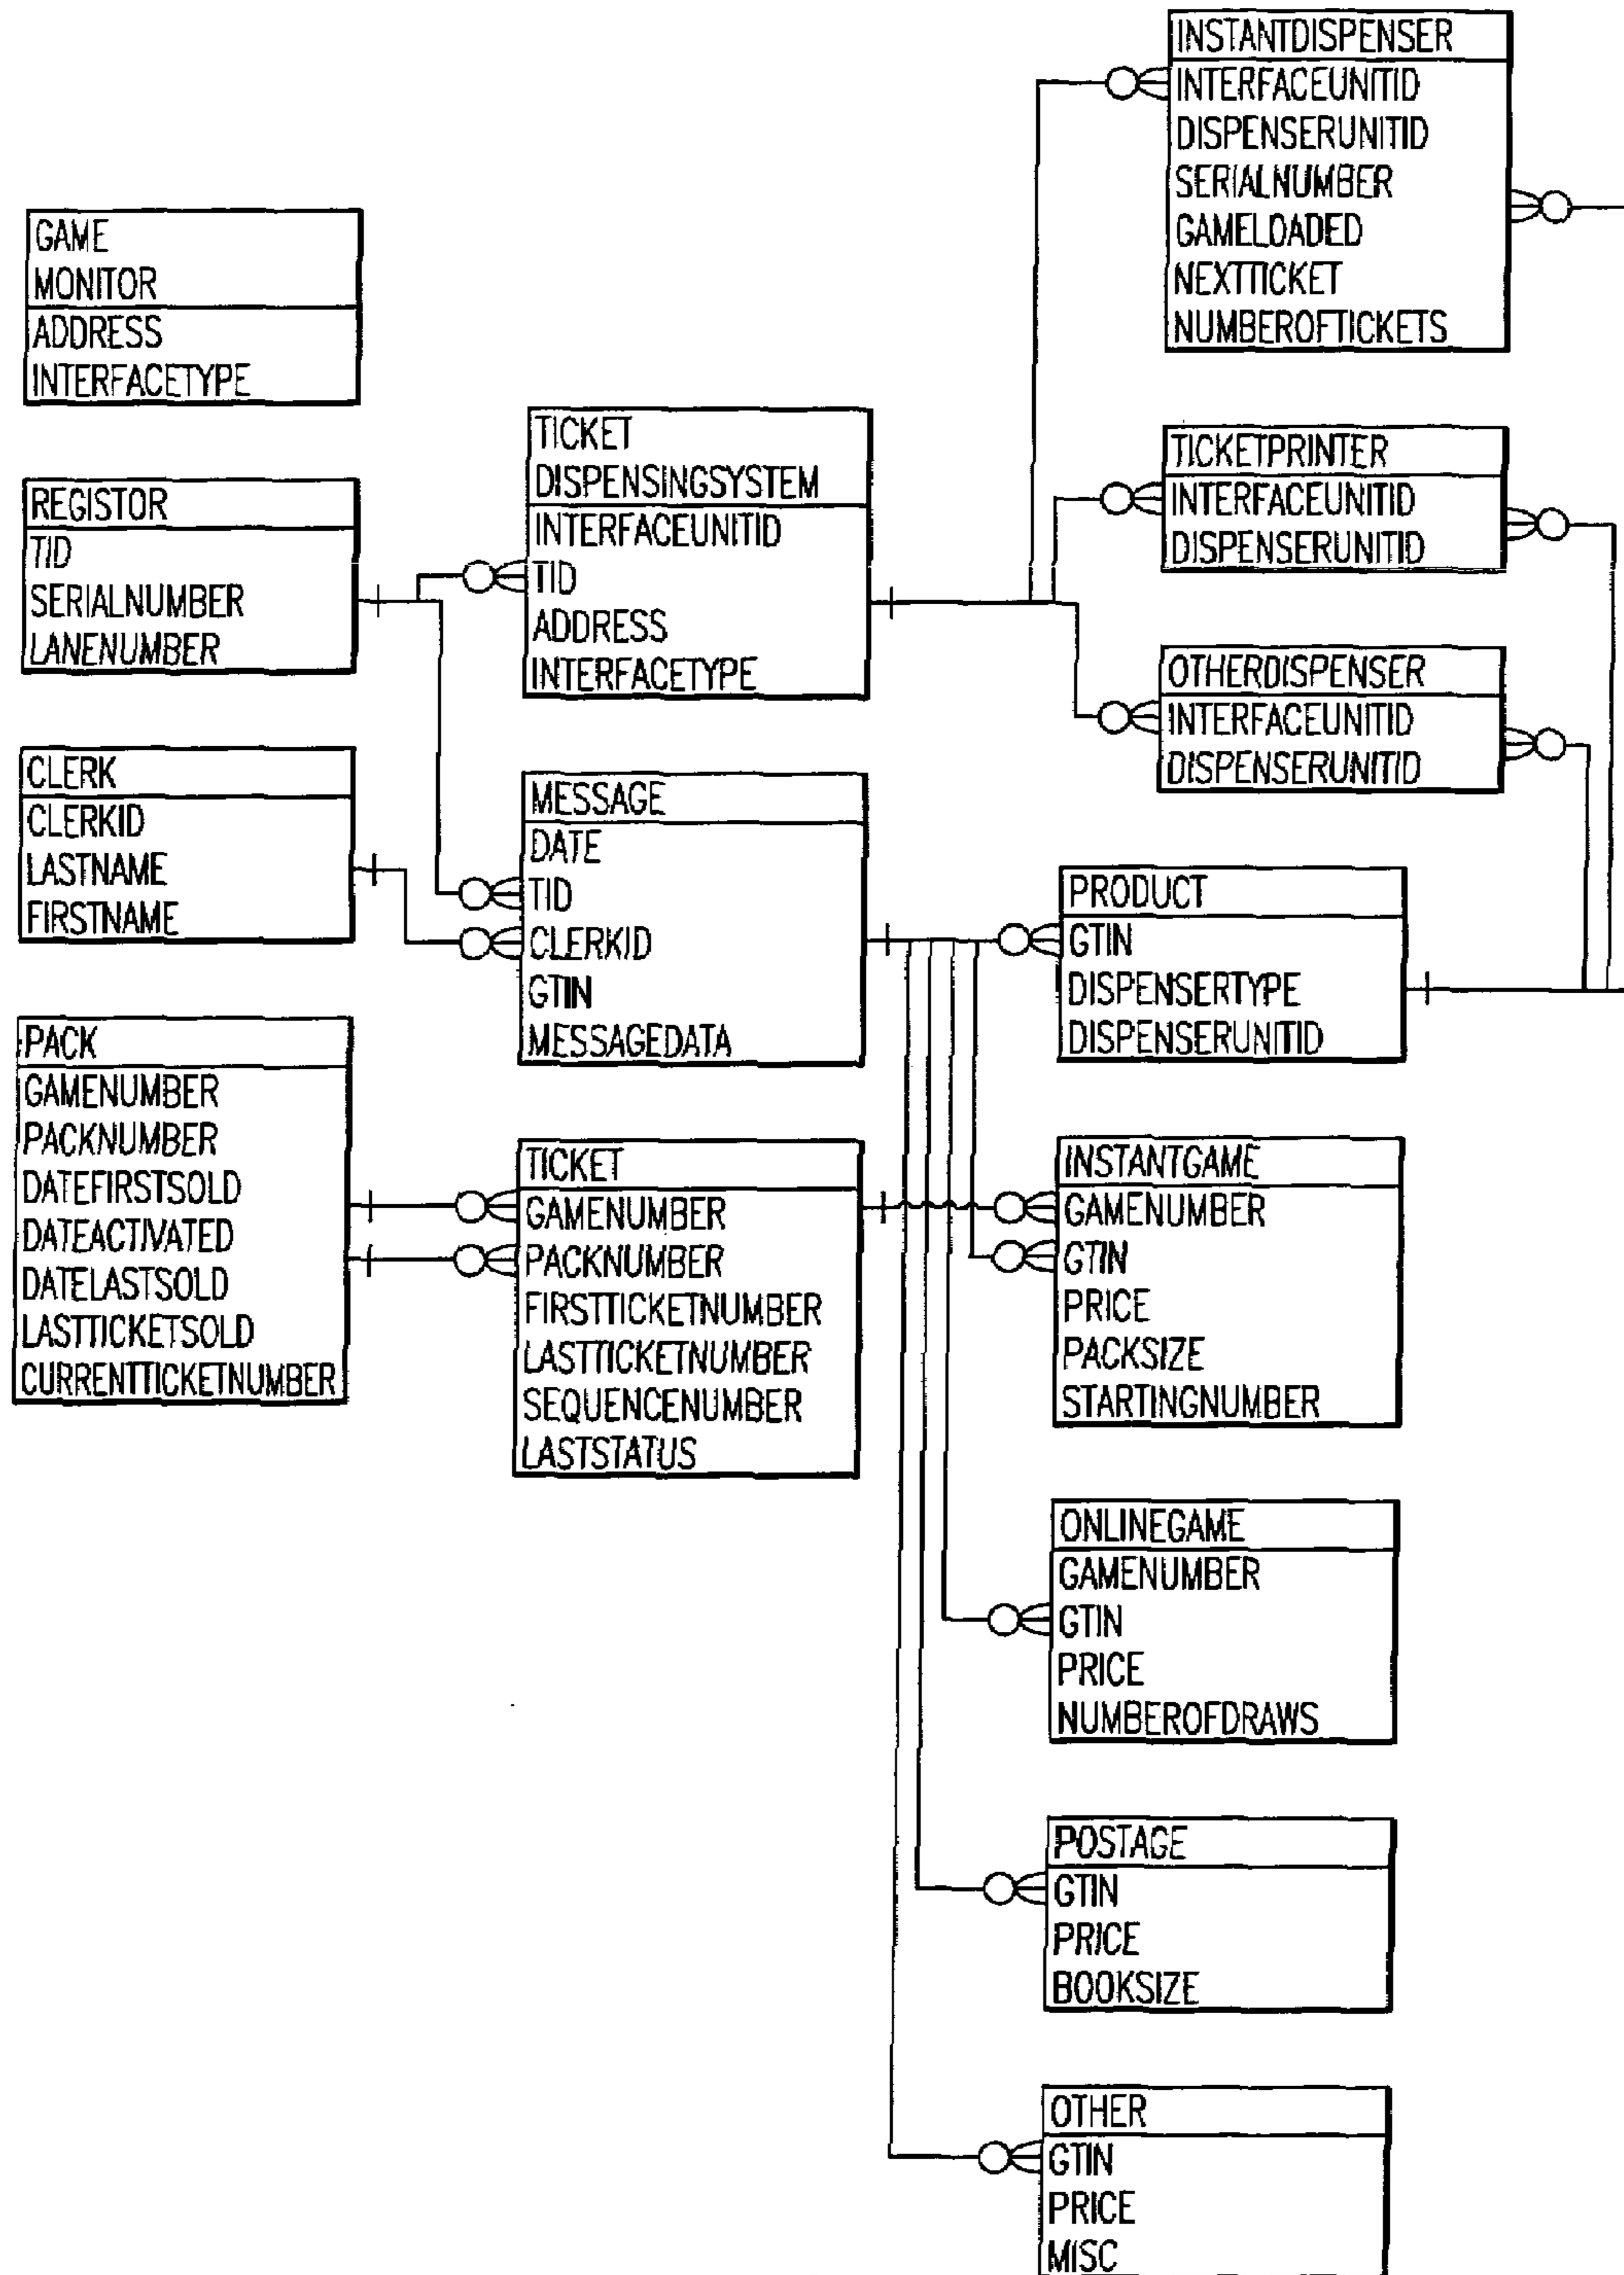 GAME
MONITOR
ADDRESS
INTERFACETYPE
REGISTOR
TID
SERIALNUMBER
LANENUMBER
CLERK
CLERKID
LASTNAME
FIRSTNAME
PACK
GAMENUMBER
PACKNUMBER
DATEFIRSTSOLD
DATEACTIVATED
DATELASTSOLD
LASTTICKETSOLD
CURRENTTICKETNUMBER
TICKET
DISPENSINGSYSTEM
INTERFACEUNITID
TID
ADDRESS
INTERFACETYPE
MESSAGE
DATE
TID
CLERKID
GTIN
MESSAGEDATA
TICKET
GAMENUMBER
PACKNUMBER
FIRSTTICKETNUMBER
LASTTICKETNUMBER
SEQUENCENUMBER
LASTSTATUS
INSTANTDISPENSER
INTERFACEUNITID
DISPENSERUNITID
SERIALNUMBER
GAMELOADED
NEXTTICKET
NUMBEROFTICKETS
TICKETPRINTER
INTERFACEUNITID
DISPENSERUNITID
OTHERDISPENSER
INTERFACEUNITID
DISPENSERUNITID
PRODUCT
GTIN
DISPENSERTYPE
DISPENSERUNITID
INSTANTGAME
GAMENUMBER
GTIN
PRICE
PACKSIZE
STARTINGNUMBER
ONLINEGAME
GAMENUMBER
GTIN
PRICE
NUMBEROFDRAWS
POSTAGE
GTIN
PRICE
BOOKSIZE
OTHER
GTIN
PRICE
MISC